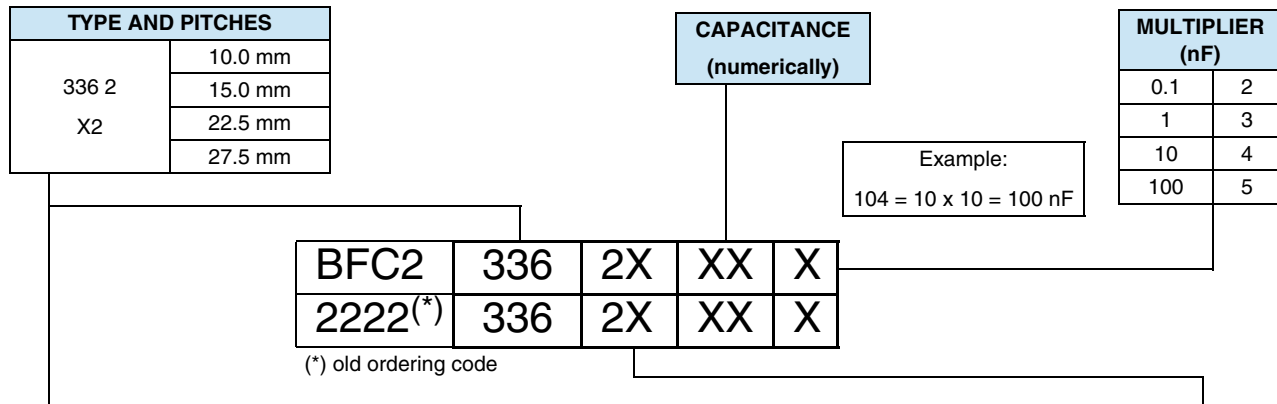 TYPE AND PITCHES
336 2
X2
10.0 mm
15.0 mm
22.5 mm
27.5 mm
CAPACITANCE
(numerically)
MULTIPLIER
(nF)
0.1 2
1 3
10 4
100 5
Example:
104 = 10 x 10 = 100 nF
BFC2 336 2X XX X
2222(*) 336 2X XX X
(*) old ordering code